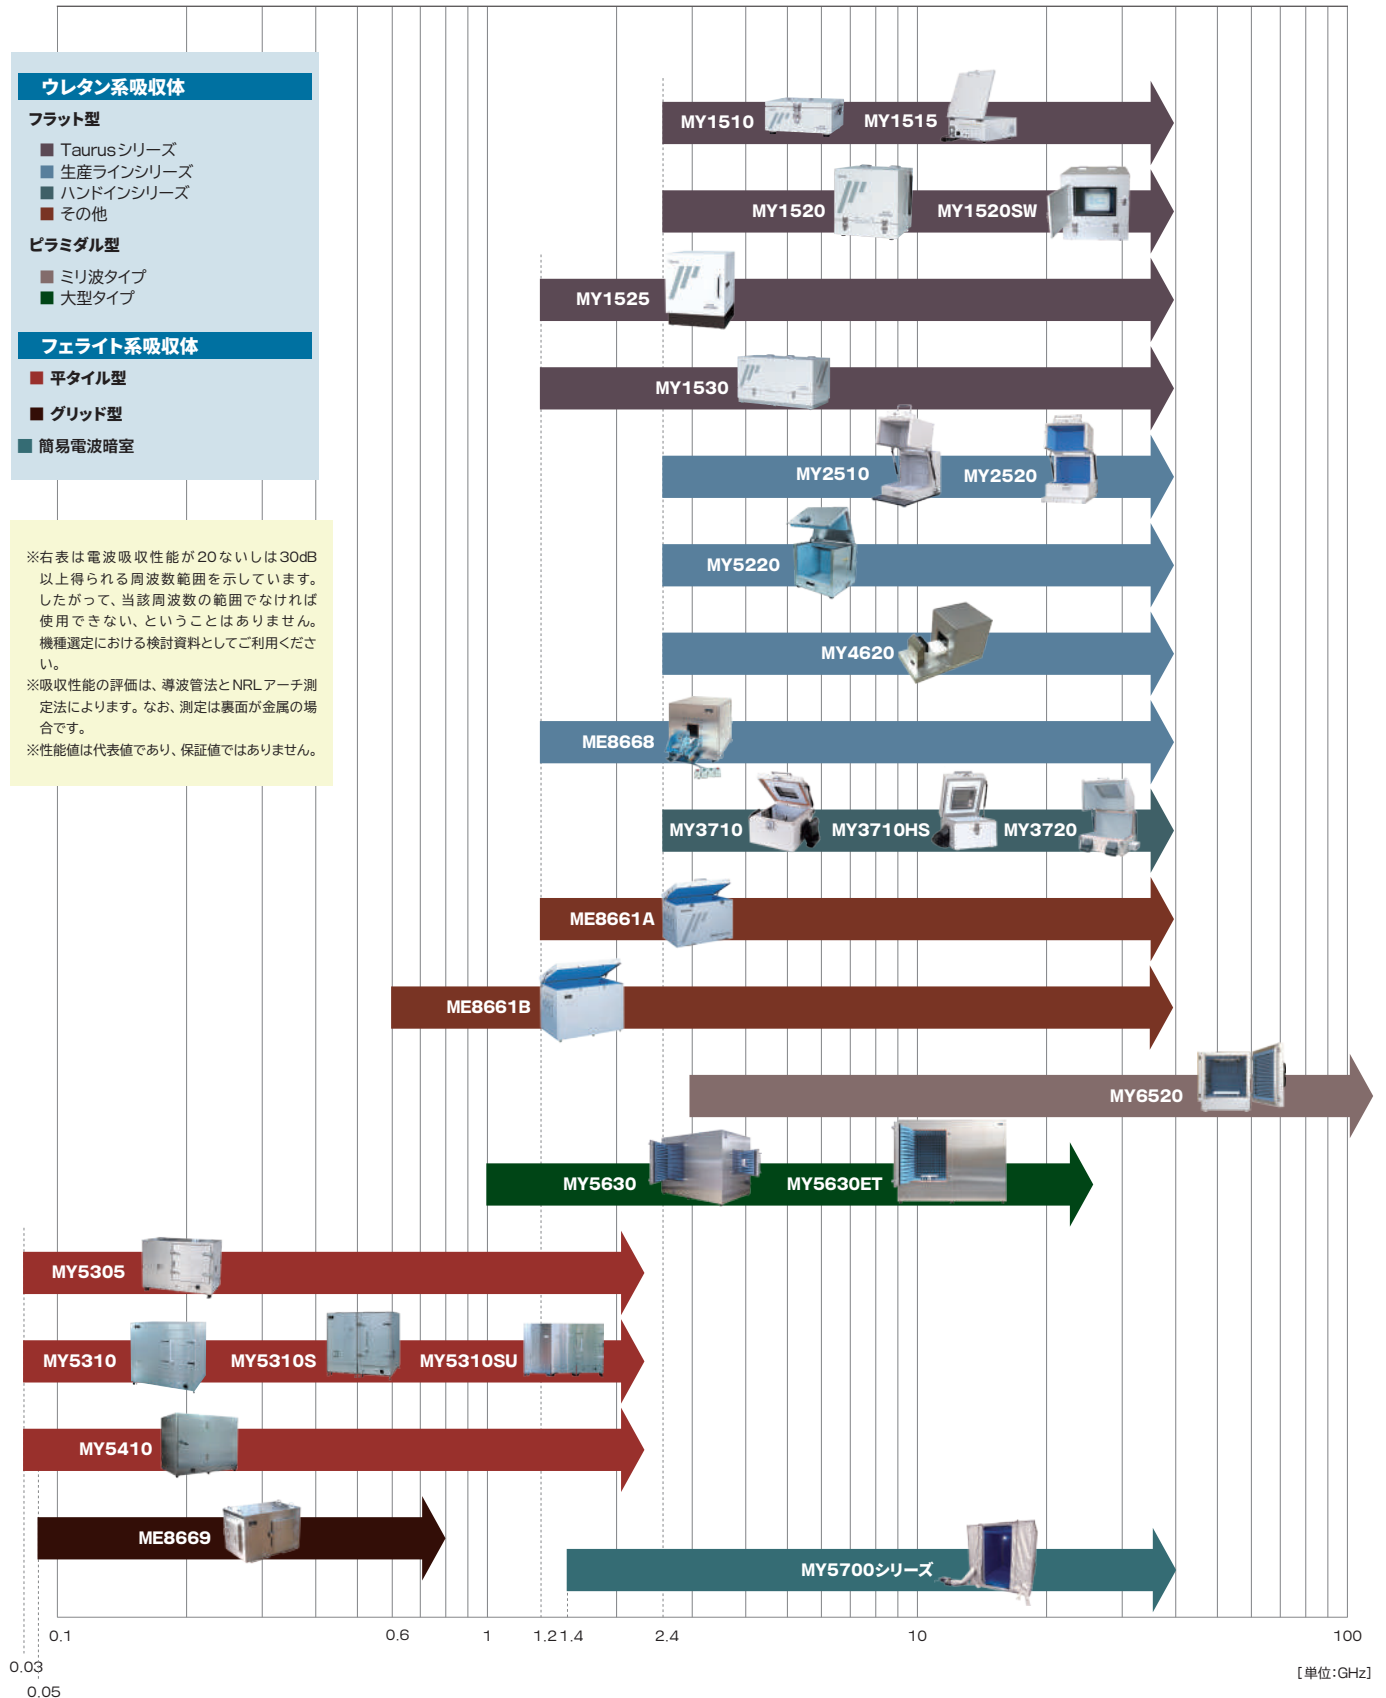 ウレタン系吸収体
フラット型
Taurusシリーズ
生産ラインシリーズ
ハンドインシリーズ
その他
ピラミダル型
ミリ波タイプ
大型タイプ
フェライト系吸収体
平タイル型
グリッド型
簡易電波暗室
※右表は電波吸収性能が20ないしは30dB
以上得られる周波数範囲を示しています。
したがって、当該周波数の範囲でなければ
使用できない、ということはありません。
機種選定における検討資料としてご利用くださ
い。
※吸収性能の評価は、導波管法とNRLアーチ測
定法によります。なお、測定は裏面が金属の場
合です。
※性能値は代表値であり、保証値ではありません。
MY1510 MY1515
MY1520 MY1520SW
MY1525
MY1530
MY2510 MY2520
MY5220
MY4620
ME8668
MY3710 MY3710HS MY3720
ME8661A
ME8661B
MY6520
MY5630 MY5630ET
MY5305
MY5310 MY5310S MY5310SU
MY5410
ME8669
MY5700シリーズ
0.1 0.6 1 1.2 1.4 2.4 10 100
0.03
0.05
[単位:GHz]